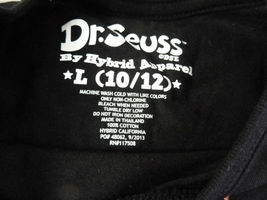 Dr. Seuss
©DSE
By Hybrid Apparel
★L (10/12)★
MACHINE WASH COLD WITH LIKE COLORS
ONLY NON-CHLORINE
BLEACH WHEN NEEDED
TUMBLE DRY LOW
DO NOT IRON DECORATION
MADE IN THAILAND
100% COTTON
HYBRID CALIFORNIA
PO# 48062, 9/2013
RN#117508